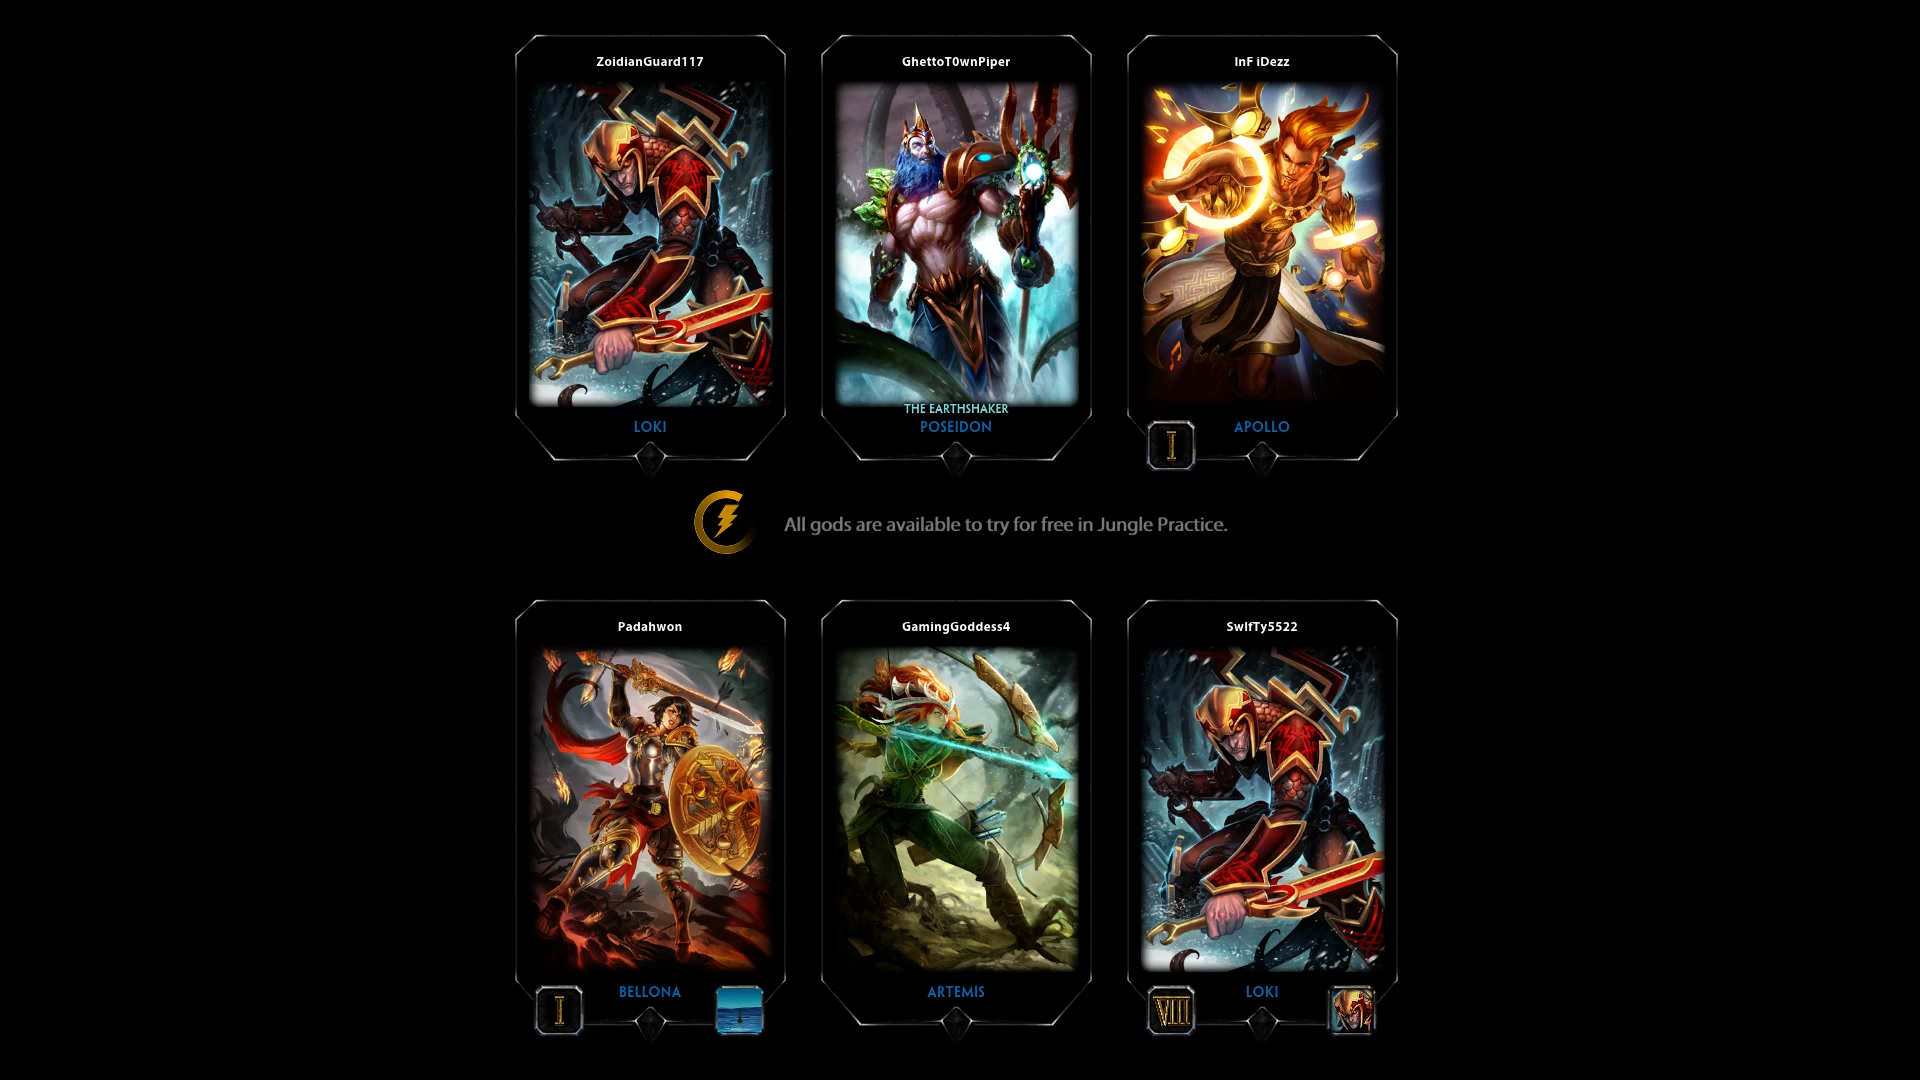 ZoidianGuard117
GhettoT0wnPiper
InF iDezz
LOKI
THE EARTHSHAKER
POSEIDON
APOLLO
I
All gods are available to try for free in Jungle Practice.
Padahwon
GamingGoddess4
SwIfTy5522
BELLONA
ARTEMIS
LOKI
I
VIII